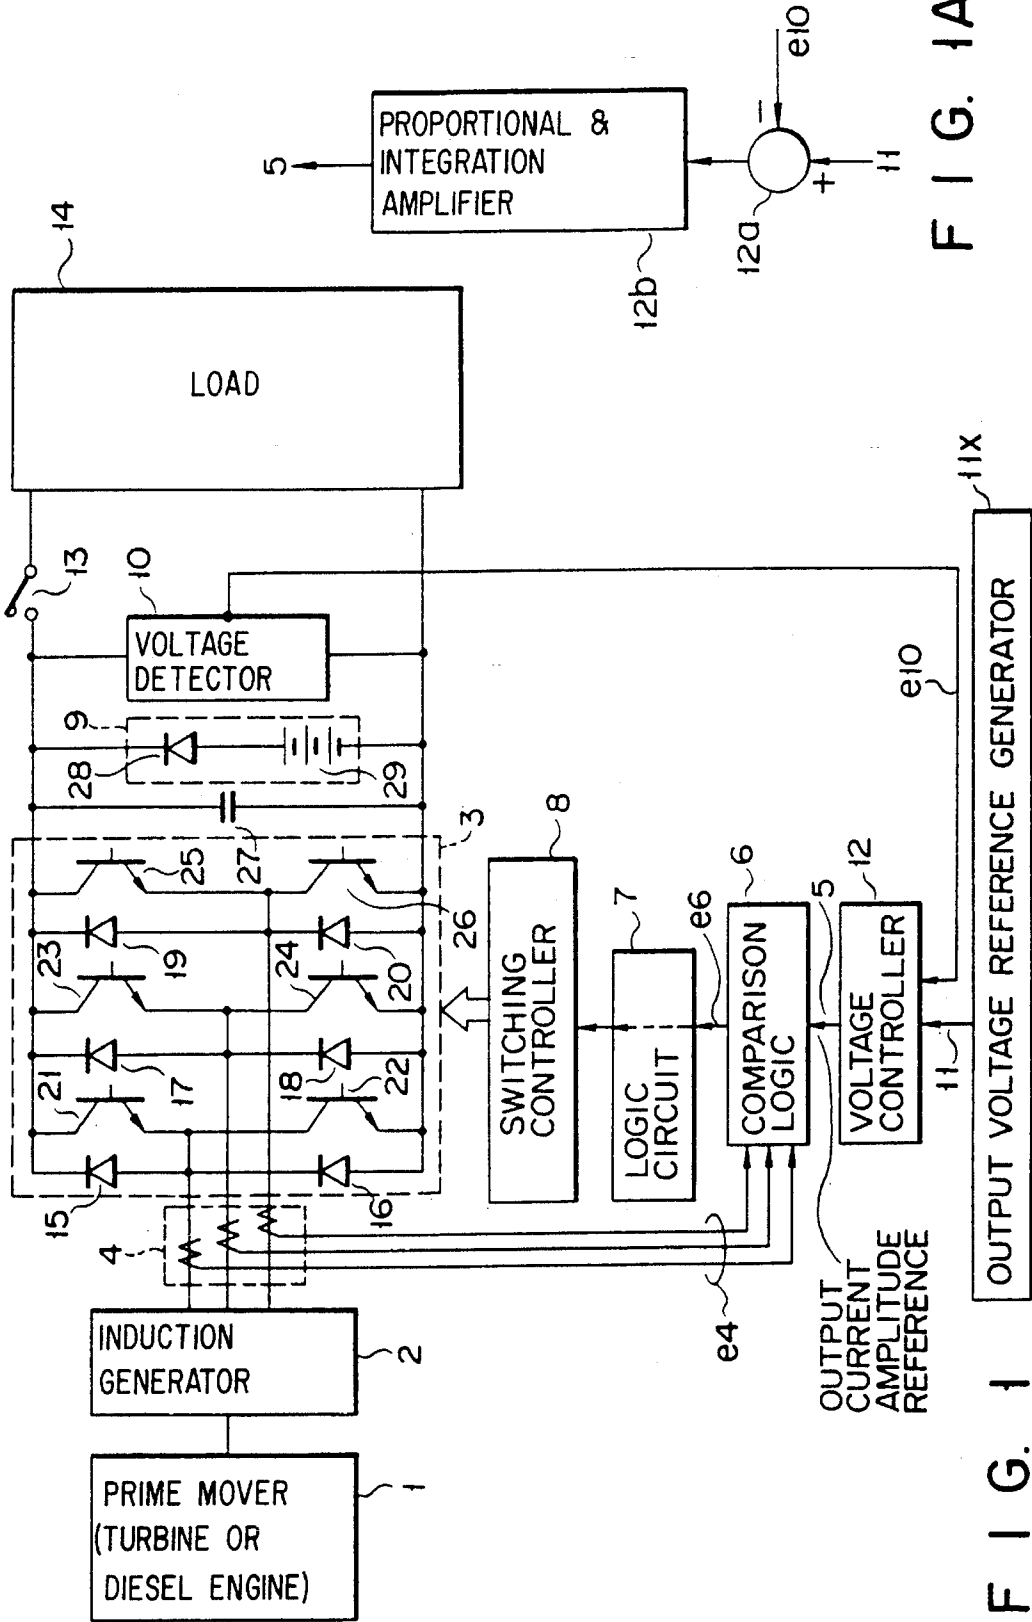 PRIME MOVER
(TURBINE OR
DIESEL ENGINE)
1
INDUCTION
GENERATOR
2
4
e4
15
16
21
22
17
18
23
24
19
20
25
26
3
27
9
28
29
VOLTAGE
DETECTOR
10
13
LOAD
14
SWITCHING
CONTROLLER
8
LOGIC
CIRCUIT
7
e6
COMPARISON
LOGIC
6
5
OUTPUT
CURRENT
AMPLITUDE
REFERENCE
VOLTAGE
CONTROLLER
12
11
e10
OUTPUT VOLTAGE REFERENCE GENERATOR
11X
FIG. 1
5
PROPORTIONAL &
INTEGRATION
AMPLIFIER
12b
12a
-
+
e10
11
FIG. 1A